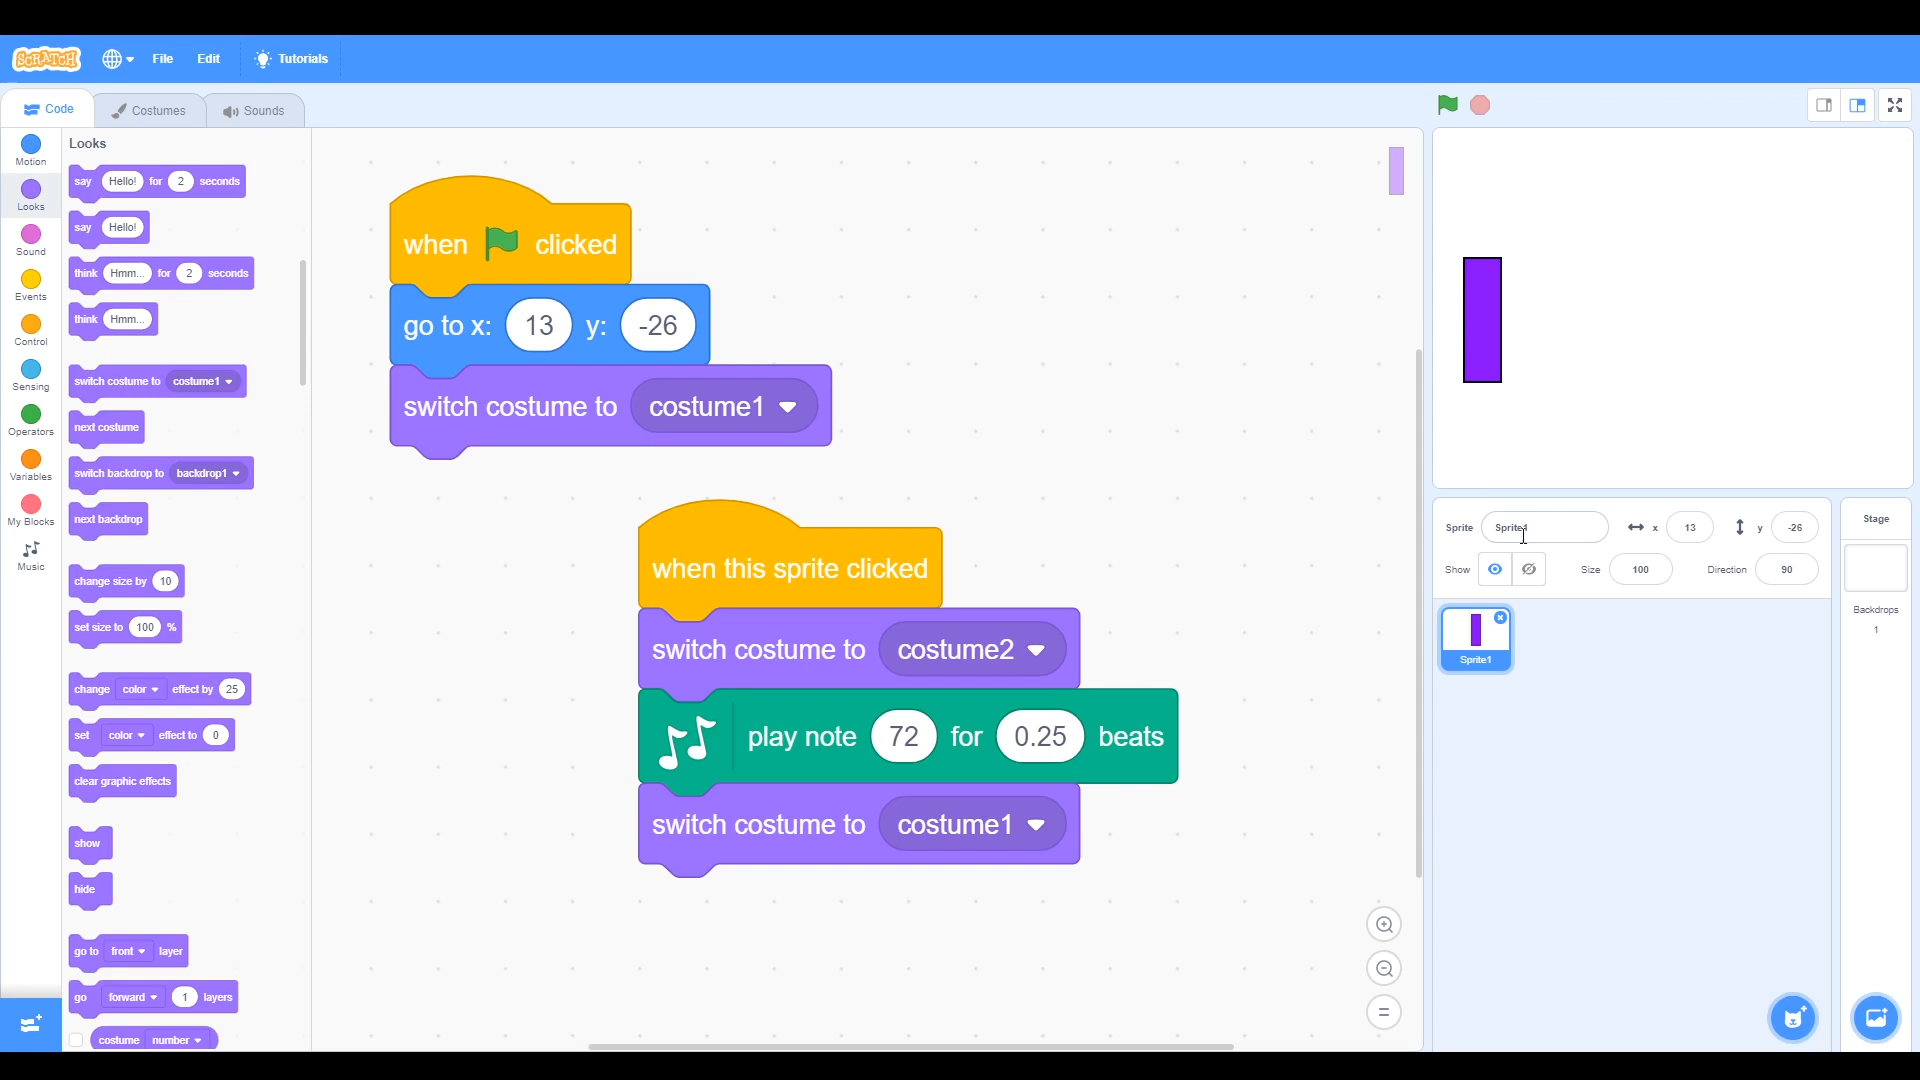 SCRATCH File Edit Tutorials
Code Costumes Sounds
Motion
Looks
Sound
Events
Control
Sensing
Operators
Variables
My Blocks
Music
Looks
say Hello! for 2 seconds
say Hello!
think Hmm... for 2 seconds
think Hmm...
switch costume to costume1
next costume
switch backdrop to backdrop1
next backdrop
change size by 10
set size to 100 %
change color effect by 25
set color effect to 0
clear graphic effects
show
hide
go to front layer
go forward 1 layers
costume number
when clicked
go to x: 13 y: -26
switch costume to costume1
when this sprite clicked
switch costume to costume2
play note 72 for 0.25 beats
switch costume to costume1
Sprite Sprite1 x 13 y -26
Show Size 100 Direction 90
Sprite1
Stage
Backdrops
1